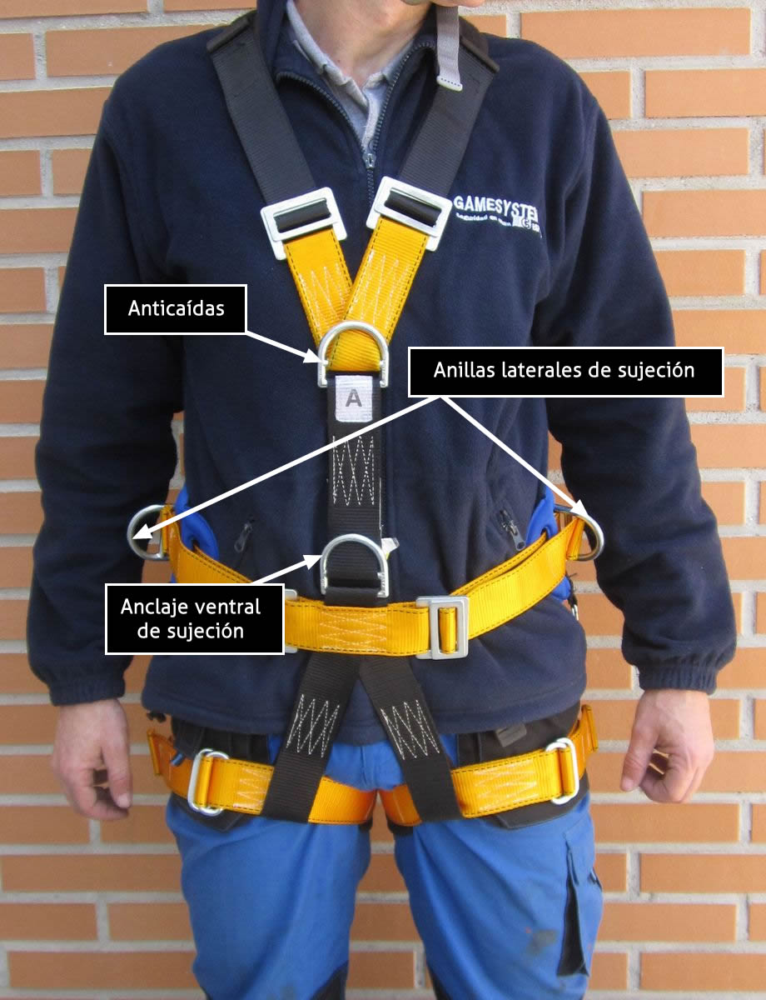 GAMESYSTEM
Anticaídas
Anillas laterales de sujeción
A
Anclaje ventral
de sujeción